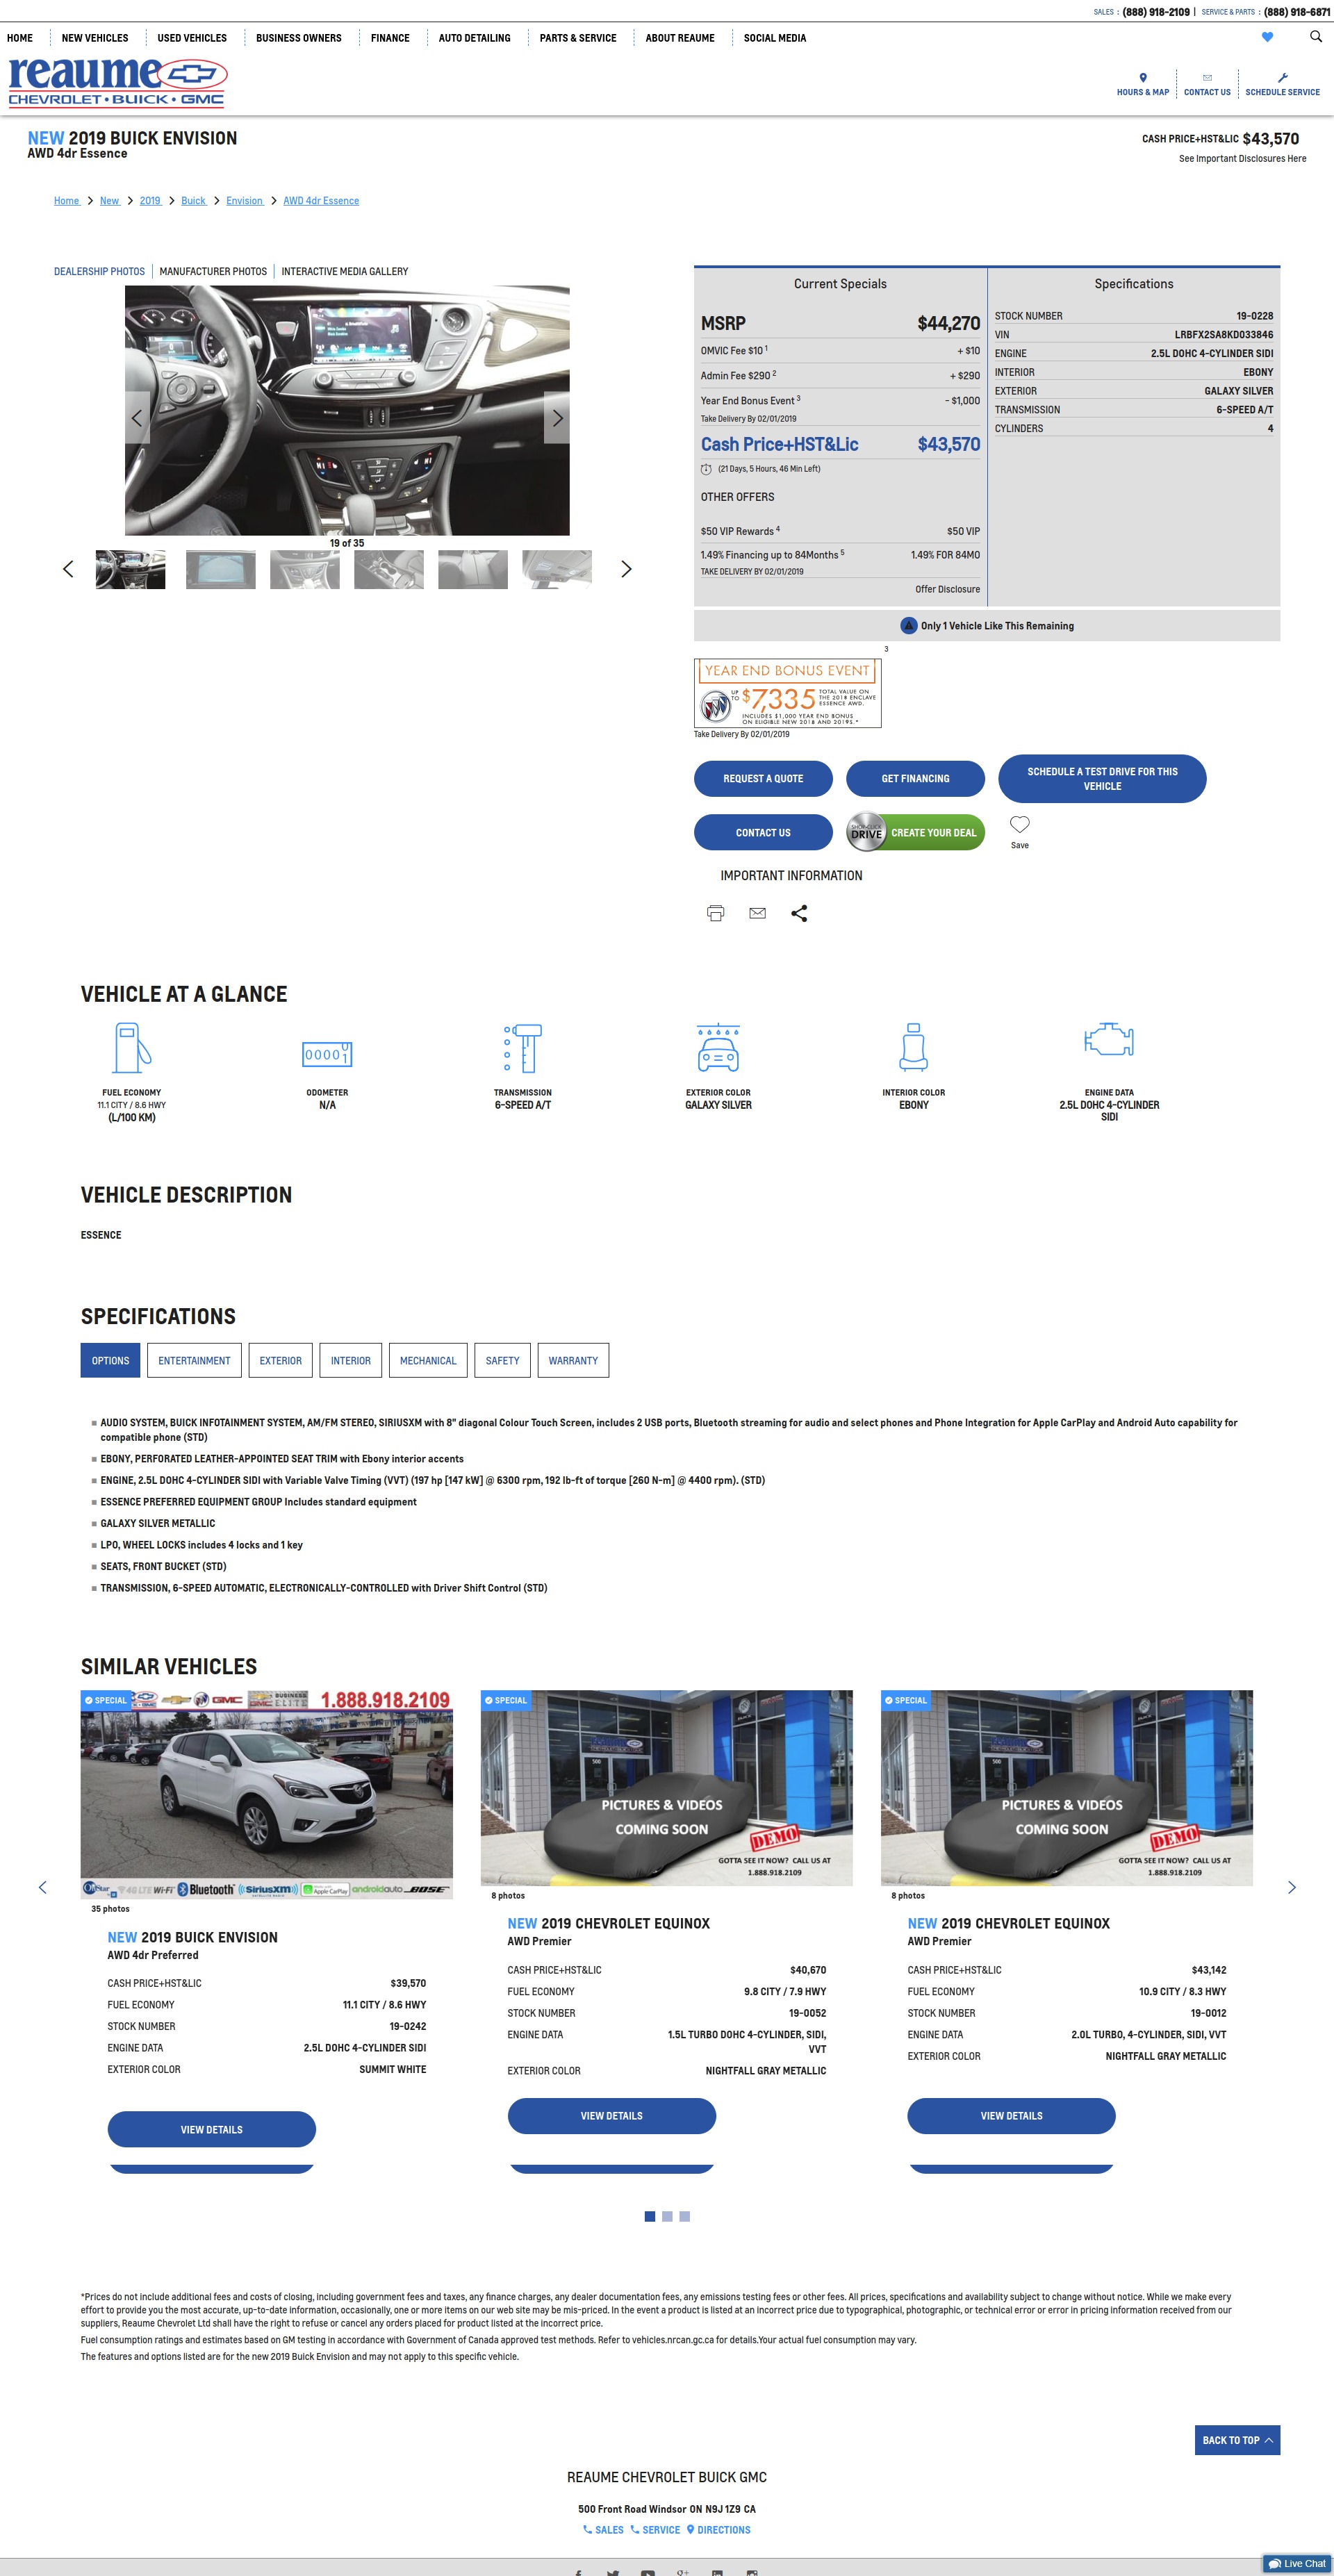 SALES : (888) 918-2109 | SERVICE & PARTS : (888) 918-6871
HOME NEW VEHICLES USED VEHICLES BUSINESS OWNERS FINANCE AUTO DETAILING PARTS & SERVICE ABOUT REAUME SOCIAL MEDIA
reaume
CHEVROLET • BUICK • GMC
HOURS & MAP CONTACT US SCHEDULE SERVICE
NEW 2019 BUICK ENVISION
AWD 4dr Essence
CASH PRICE+HST&LIC $43,570
See Important Disclosures Here
Home New 2019 Buick Envision AWD 4dr Essence
DEALERSHIP PHOTOS MANUFACTURER PHOTOS INTERACTIVE MEDIA GALLERY
19 of 35
Current Specials
MSRP $44,270
OMVIC Fee $10 1 + $10
Admin Fee $290 2 + $290
Year End Bonus Event 3 - $1,000
Take Delivery By 02/01/2019
Cash Price+HST&Lic $43,570
(21 Days, 5 Hours, 46 Min Left)
OTHER OFFERS
$50 VIP Rewards 4 $50 VIP
1.49% Financing up to 84Months 5 1.49% FOR 84MO
TAKE DELIVERY BY 02/01/2019
Offer Disclosure
Specifications
STOCK NUMBER 19-0228
VIN LRBFX2SA8KD033846
ENGINE 2.5L DOHC 4-CYLINDER SIDI
INTERIOR EBONY
EXTERIOR GALAXY SILVER
TRANSMISSION 6-SPEED A/T
CYLINDERS 4
Only 1 Vehicle Like This Remaining
3
YEAR END BONUS EVENT
UP TO $7,335 TOTAL VALUE ON THE 2018 ENCLAVE ESSENCE AWD.
INCLUDES $1,000 YEAR END BONUS
ON ELIGIBLE NEW 2018 AND 2019S.*
Take Delivery By 02/01/2019
REQUEST A QUOTE GET FINANCING SCHEDULE A TEST DRIVE FOR THIS
VEHICLE
CONTACT US SHOP-CLICK DRIVE CREATE YOUR DEAL
Save
IMPORTANT INFORMATION
VEHICLE AT A GLANCE
00001
FUEL ECONOMY
11.1 CITY / 8.6 HWY
(L/100 KM)
ODOMETER
N/A
TRANSMISSION
6-SPEED A/T
EXTERIOR COLOR
GALAXY SILVER
INTERIOR COLOR
EBONY
ENGINE DATA
2.5L DOHC 4-CYLINDER
SIDI
VEHICLE DESCRIPTION
ESSENCE
SPECIFICATIONS
OPTIONS ENTERTAINMENT EXTERIOR INTERIOR MECHANICAL SAFETY WARRANTY
AUDIO SYSTEM, BUICK INFOTAINMENT SYSTEM, AM/FM STEREO, SIRIUSXM with 8" diagonal Colour Touch Screen, includes 2 USB ports, Bluetooth streaming for audio and select phones and Phone Integration for Apple CarPlay and Android Auto capability for
compatible phone (STD)
EBONY, PERFORATED LEATHER-APPOINTED SEAT TRIM with Ebony interior accents
ENGINE, 2.5L DOHC 4-CYLINDER SIDI with Variable Valve Timing (VVT) (197 hp [147 kW] @ 6300 rpm, 192 lb-ft of torque [260 N-m] @ 4400 rpm). (STD)
ESSENCE PREFERRED EQUIPMENT GROUP Includes standard equipment
GALAXY SILVER METALLIC
LPO, WHEEL LOCKS includes 4 locks and 1 key
SEATS, FRONT BUCKET (STD)
TRANSMISSION, 6-SPEED AUTOMATIC, ELECTRONICALLY-CONTROLLED with Driver Shift Control (STD)
SIMILAR VEHICLES
SPECIAL GMC BUSINESS ELITE 1.888.918.2109
OnStar 4G LTE Wi-Fi Bluetooth SiriusXM Apple CarPlay androidauto BOSE
35 photos
NEW 2019 BUICK ENVISION
AWD 4dr Preferred
CASH PRICE+HST&LIC $39,570
FUEL ECONOMY 11.1 CITY / 8.6 HWY
STOCK NUMBER 19-0242
ENGINE DATA 2.5L DOHC 4-CYLINDER SIDI
EXTERIOR COLOR SUMMIT WHITE
VIEW DETAILS
SPECIAL
reaume
500
PICTURES & VIDEOS
COMING SOON
DEMO
GOTTA SEE IT NOW? CALL US AT
1.888.918.2109
8 photos
NEW 2019 CHEVROLET EQUINOX
AWD Premier
CASH PRICE+HST&LIC $40,670
FUEL ECONOMY 9.8 CITY / 7.9 HWY
STOCK NUMBER 19-0052
ENGINE DATA 1.5L TURBO DOHC 4-CYLINDER, SIDI,
VVT
EXTERIOR COLOR NIGHTFALL GRAY METALLIC
VIEW DETAILS
SPECIAL
reaume
500
PICTURES & VIDEOS
COMING SOON
DEMO
GOTTA SEE IT NOW? CALL US AT
1.888.918.2109
8 photos
NEW 2019 CHEVROLET EQUINOX
AWD Premier
CASH PRICE+HST&LIC $43,142
FUEL ECONOMY 10.9 CITY / 8.3 HWY
STOCK NUMBER 19-0012
ENGINE DATA 2.0L TURBO, 4-CYLINDER, SIDI, VVT
EXTERIOR COLOR NIGHTFALL GRAY METALLIC
VIEW DETAILS
*Prices do not include additional fees and costs of closing, including government fees and taxes, any finance charges, any dealer documentation fees, any emissions testing fees or other fees. All prices, specifications and availability subject to change without notice. While we make every
effort to provide you the most accurate, up-to-date information, occasionally, one or more items on our web site may be mis-priced. In the event a product is listed at an incorrect price due to typographical, photographic, or technical error or error in pricing information received from our
suppliers, Reaume Chevrolet Ltd shall have the right to refuse or cancel any orders placed for product listed at the incorrect price.
Fuel consumption ratings and estimates based on GM testing in accordance with Government of Canada approved test methods. Refer to vehicles.nrcan.gc.ca for details.Your actual fuel consumption may vary.
The features and options listed are for the new 2019 Buick Envision and may not apply to this specific vehicle.
BACK TO TOP
REAUME CHEVROLET BUICK GMC
500 Front Road Windsor ON N9J 1Z9 CA
SALES SERVICE DIRECTIONS
Live Chat